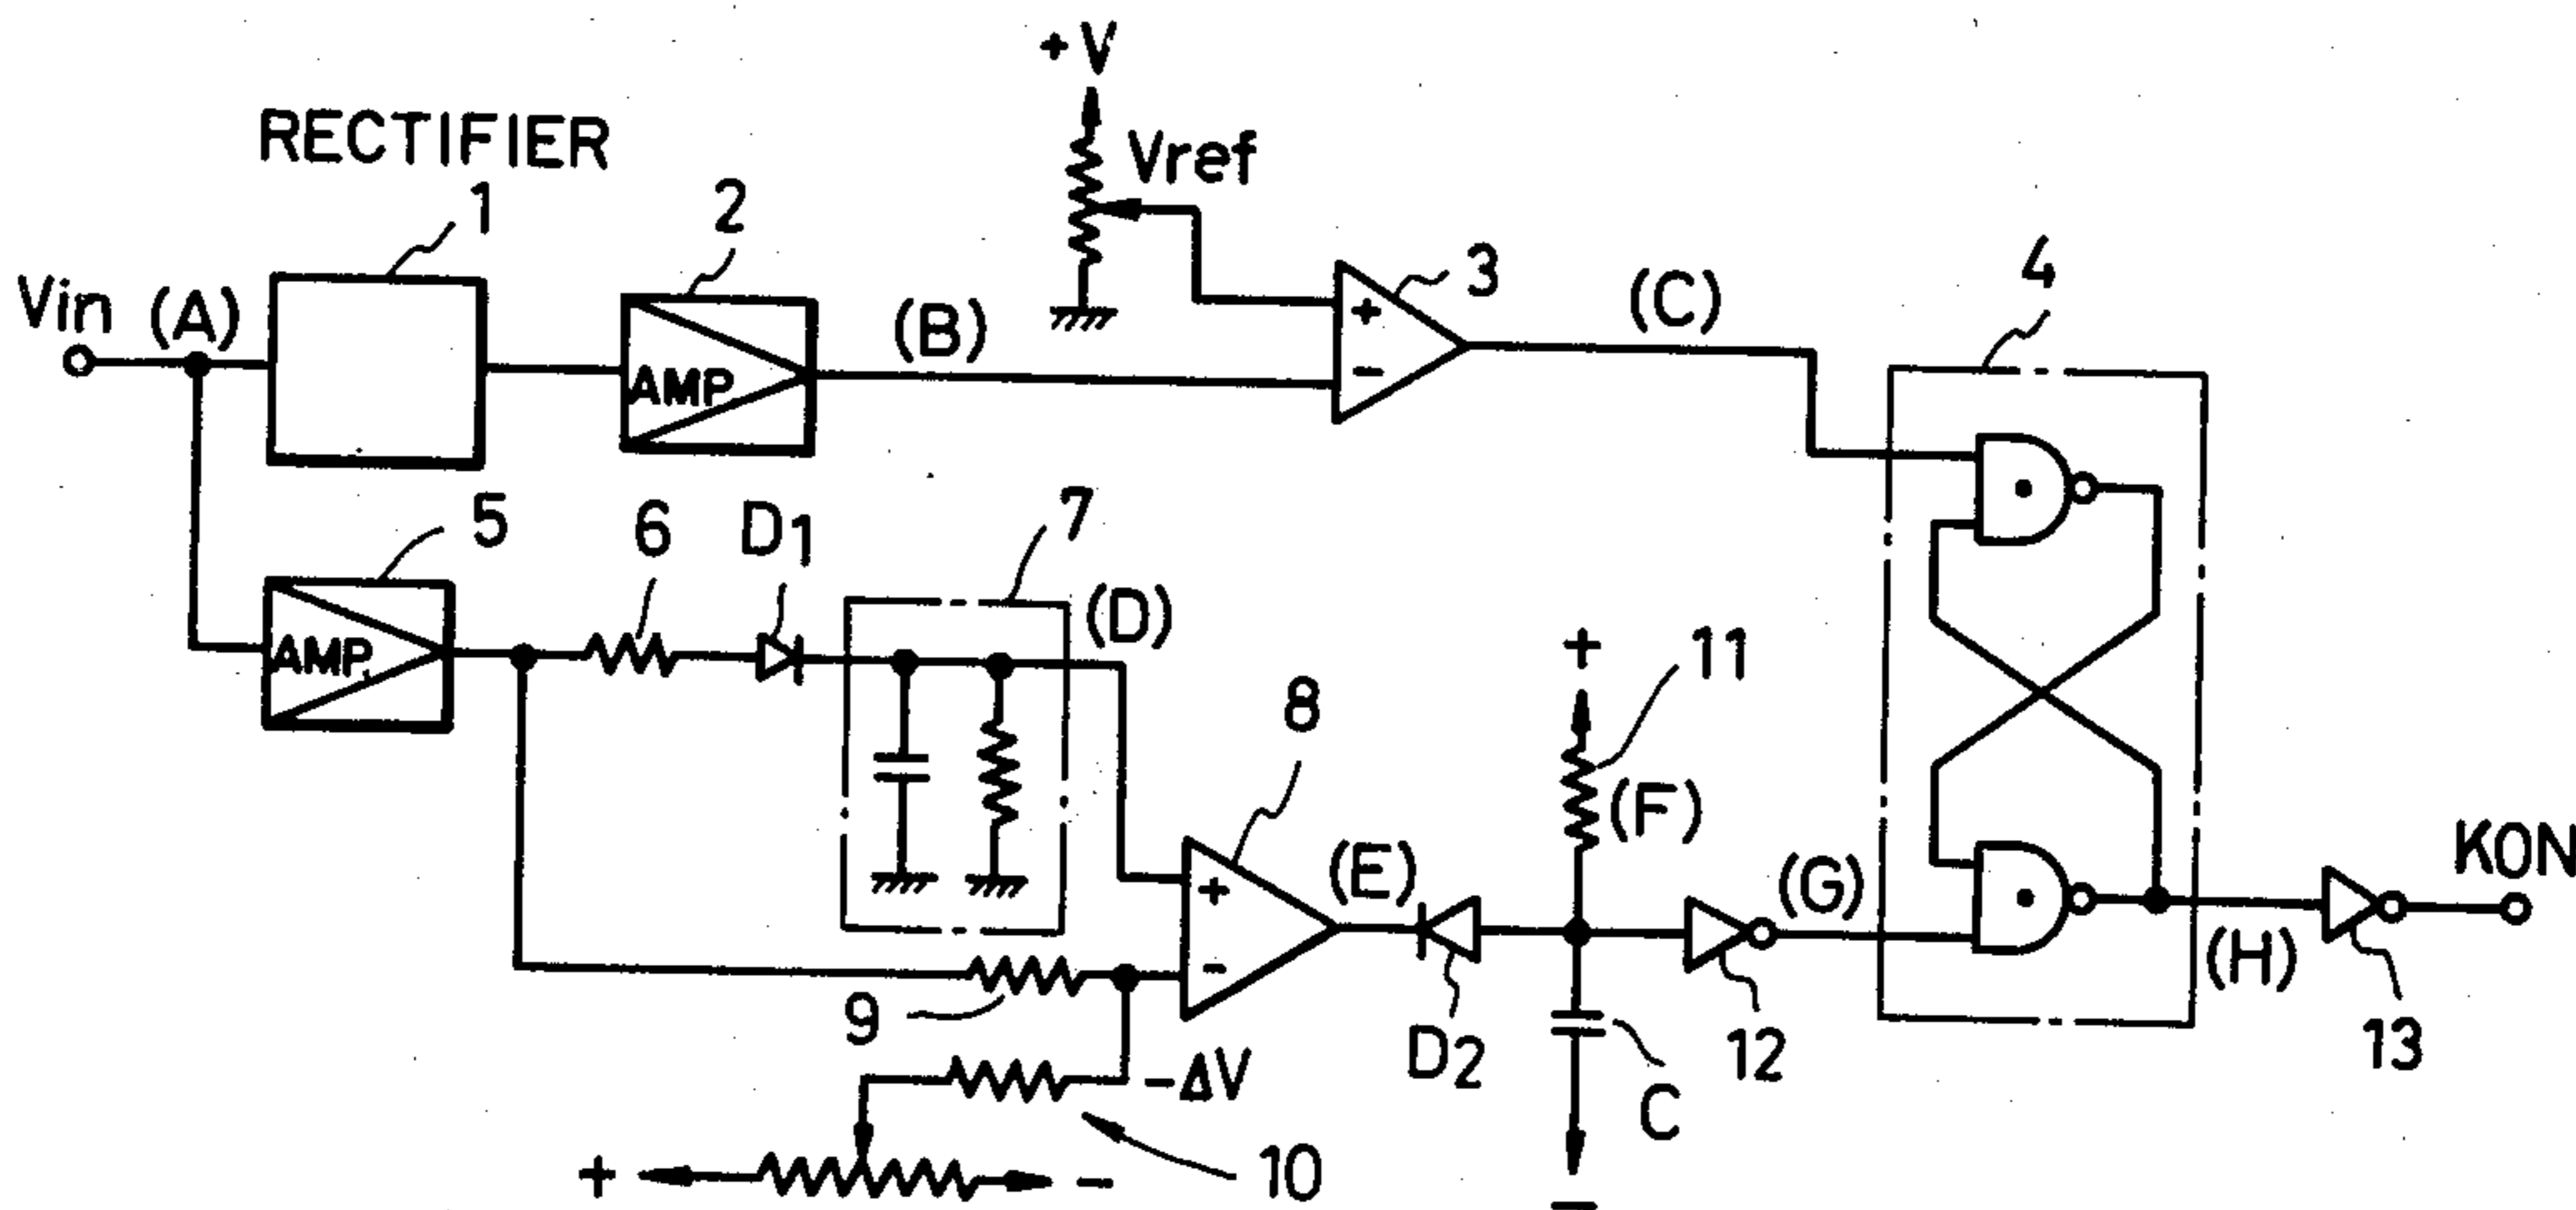 +V
RECTIFIER
Vref
1
2
3
4
Vin (A)
(B)
(C)
+
-
AMP
5
6
D1
7
(D)
AMP
8
+
11
(F)
(E)
(G)
KON
+
-
9
(H)
D2
12
13
C
-ΔV
10
+
-
-